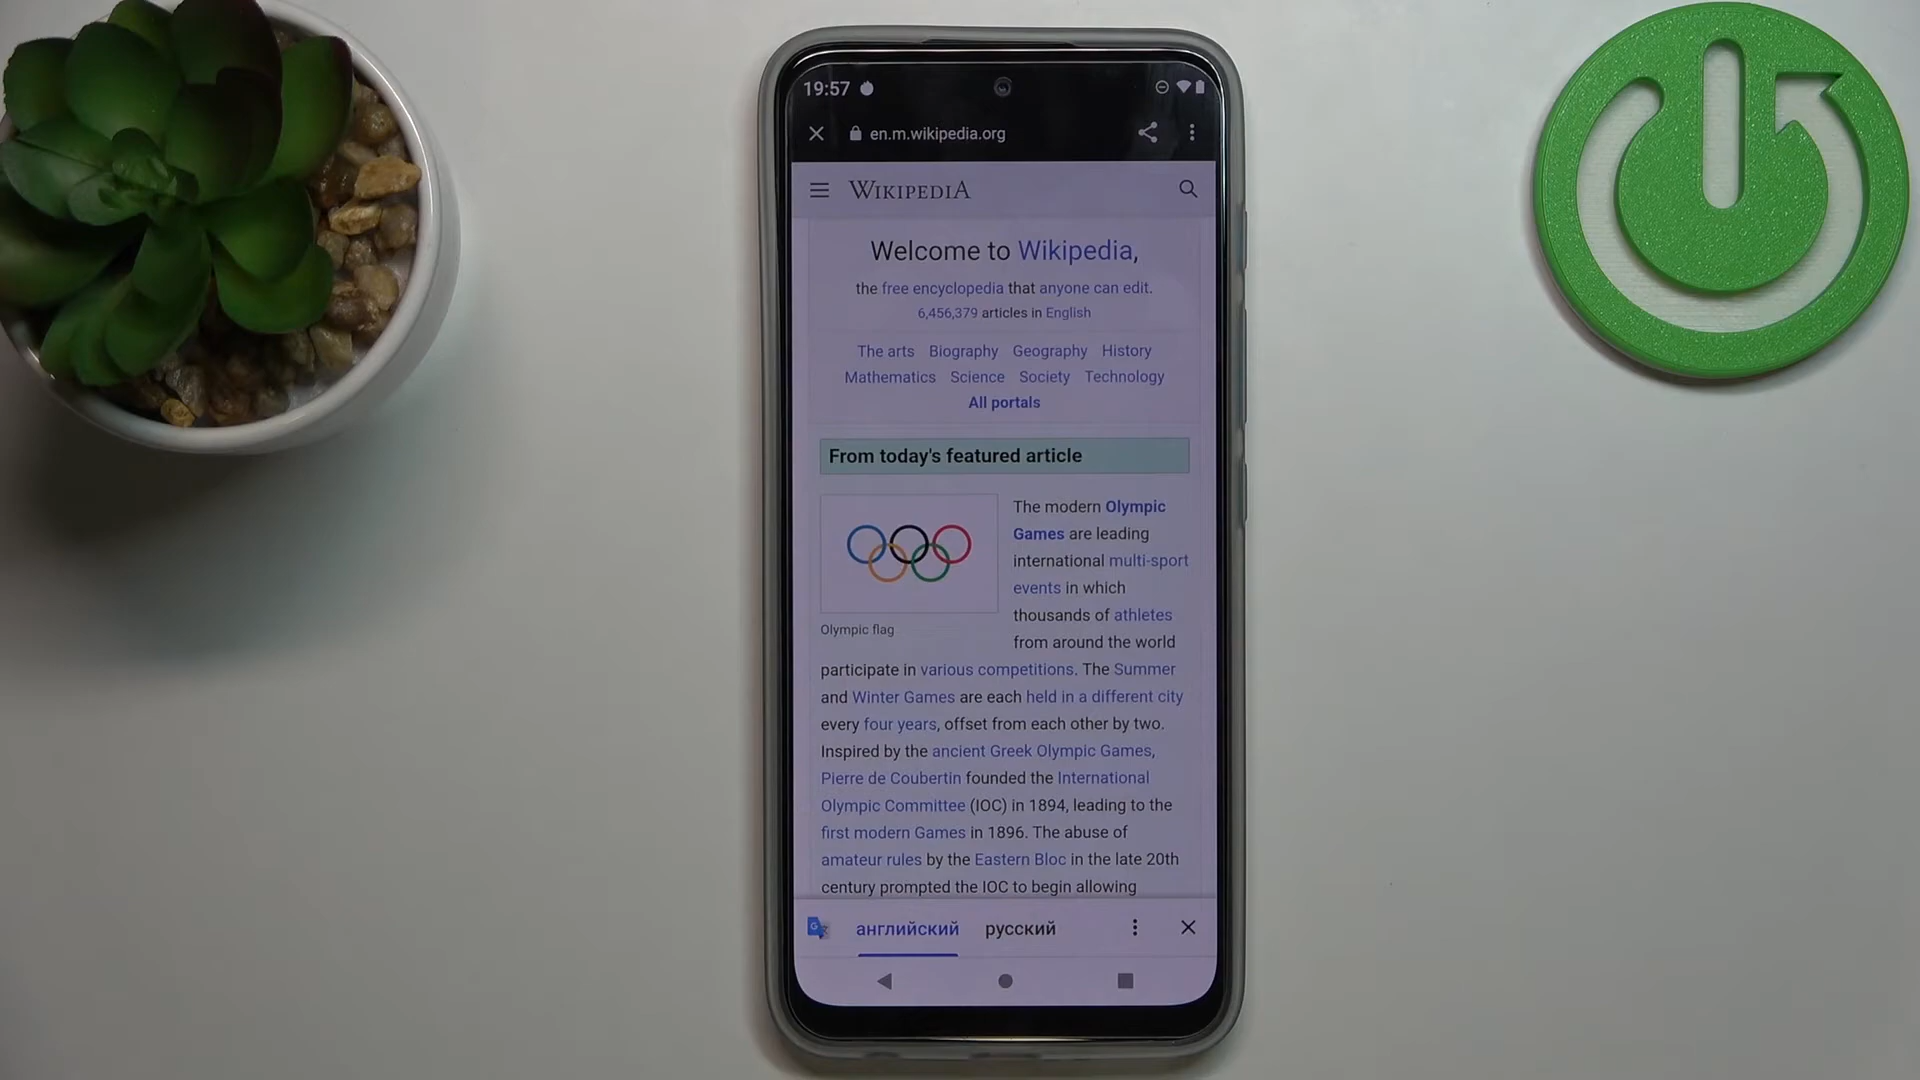 19:57
en.m.wikipedia.org
WIKIPEDIA
Welcome to Wikipedia,
the free encyclopedia that anyone can edit.
6,456,379 articles in English
The arts Biography Geography History
Mathematics Science Society Technology
All portals
From today's featured article
The modern Olympic
Games are leading
international multi-sport
events in which
thousands of athletes
from around the world
Olympic flag
participate in various competitions. The Summer
and Winter Games are each held in a different city
every four years, offset from each other by two.
Inspired by the ancient Greek Olympic Games,
Pierre de Coubertin founded the International
Olympic Committee (IOC) in 1894, leading to the
first modern Games in 1896. The abuse of
amateur rules by the Eastern Bloc in the late 20th
century prompted the IOC to begin allowing
английский русский